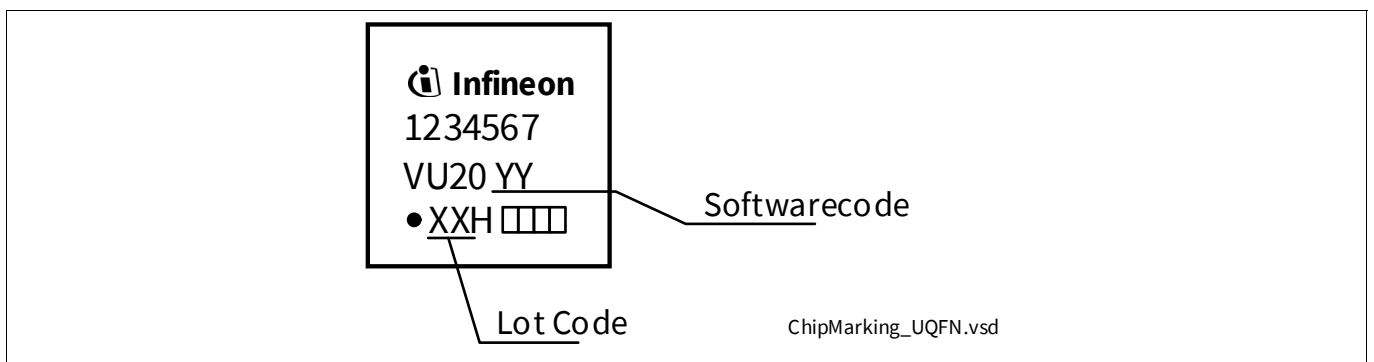 Infineon
1234567
VU20 YY
Softwarecode
●XXH
Lot Code
ChipMarking_UQFN.vsd